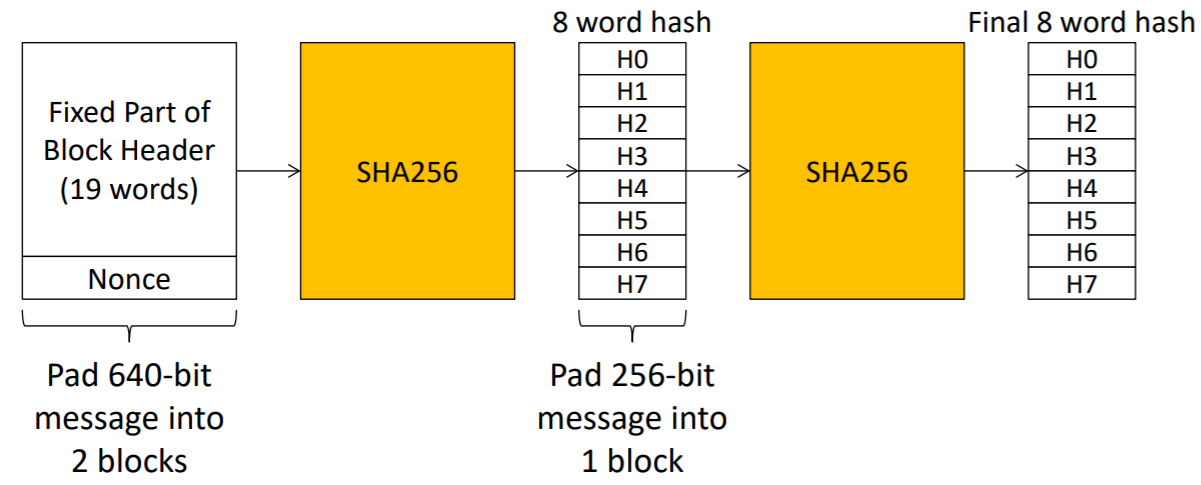 8 word hash
Final 8 word hash
Fixed Part of
Block Header
(19 words)
Nonce
SHA256
H0
H1
H2
H3
H4
H5
H6
H7
SHA256
H0
H1
H2
H3
H4
H5
H6
H7
Pad 640-bit
message into
2 blocks
Pad 256-bit
message into
1 block